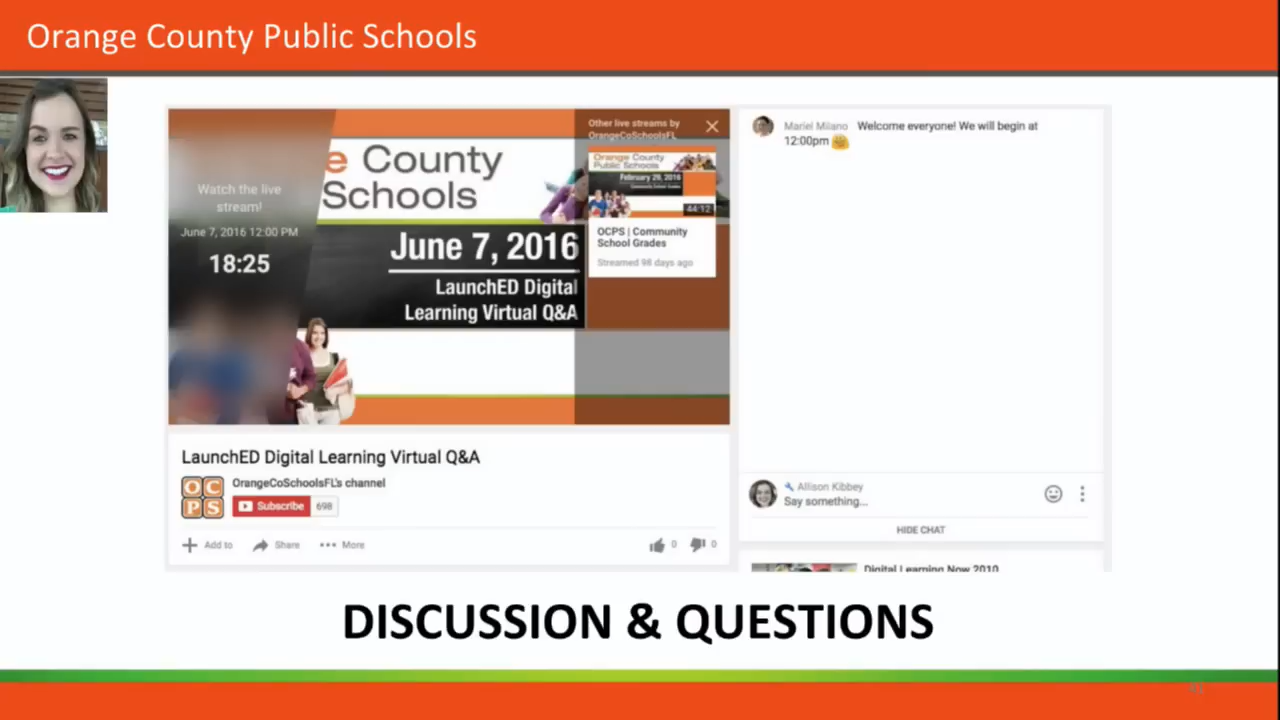 Orange County Public Schools
Watch the live
stream!
June 7, 2016 12:00 PM
18:25
e County
Schools
June 7, 2016
LaunchED Digital
Learning Virtual Q&A
Other live streams by
OrangeCoSchoolsFL
Orange County
Public Schools
February 29, 2016
Community School Grades
44:12
OCPS | Community
School Grades
Streamed 98 days ago
LaunchED Digital Learning Virtual Q&A
OCPS
OrangeCoSchoolsFL's channel
Subscribe 698
Add to Share More 0 0
Mariel Milano Welcome everyone! We will begin at
12:00pm
Allison Kibbey
Say something...
HIDE CHAT
Digital Learning Now 2010
DISCUSSION & QUESTIONS